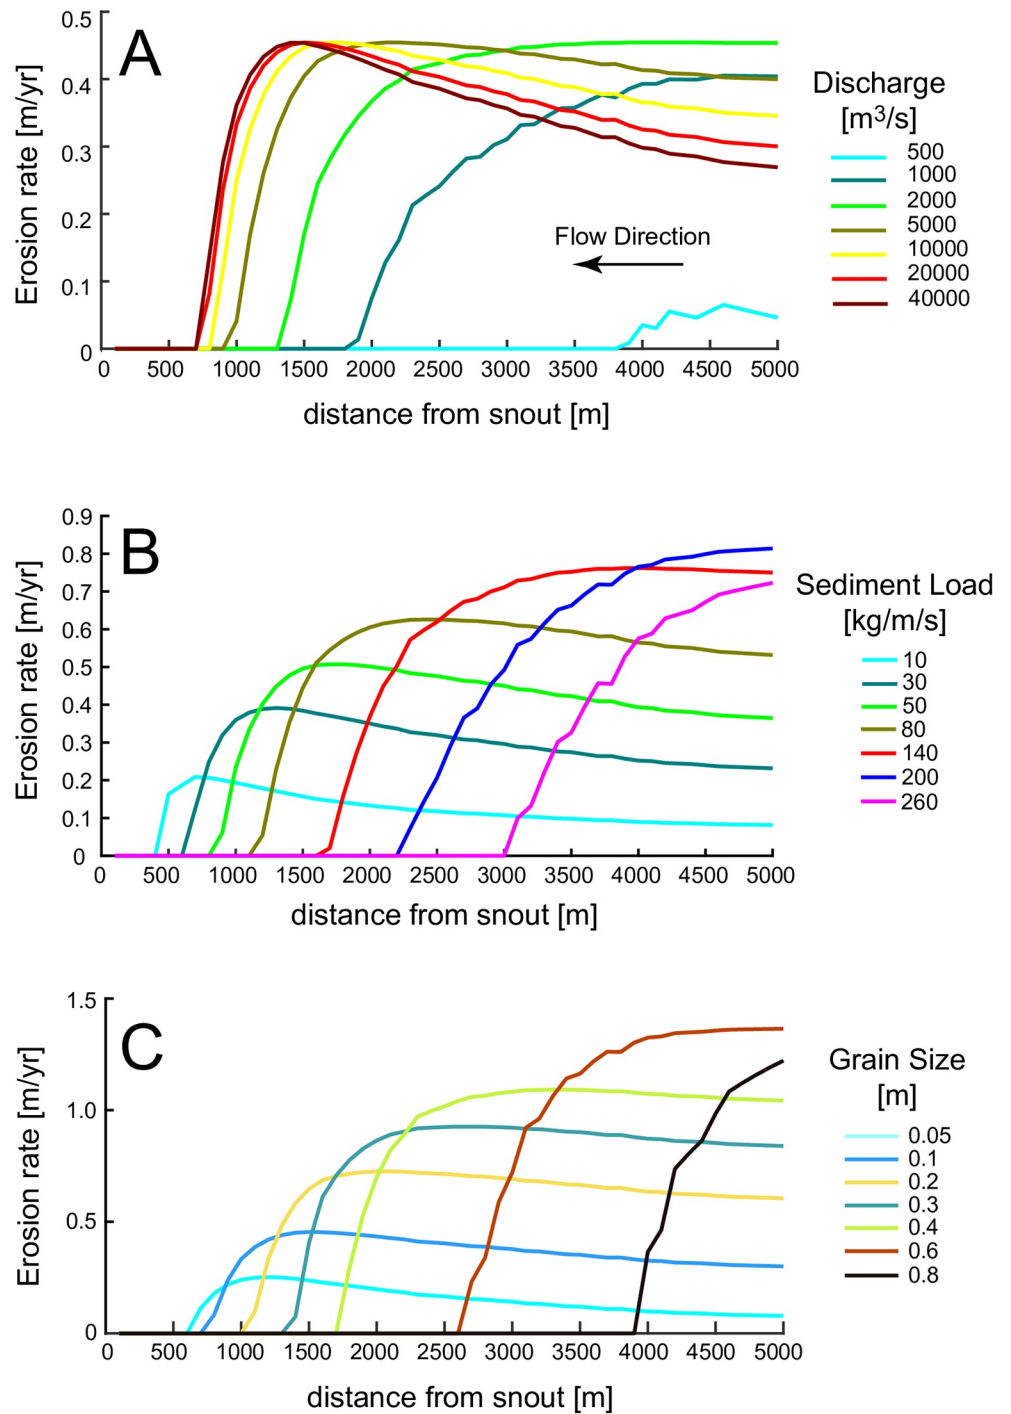 A
0.5
0.4
0.3
0.2
0.1
0
Erosion rate [m/yr]
0 500 1000 1500 2000 2500 3000 3500 4000 4500 5000
distance from snout [m]
Flow Direction
Discharge
[m³/s]
500
1000
2000
5000
10000
20000
40000
B
0.9
0.8
0.7
0.6
0.5
0.4
0.3
0.2
0.1
0
Erosion rate [m/yr]
0 500 1000 1500 2000 2500 3000 3500 4000 4500 5000
distance from snout [m]
Sediment Load
[kg/m/s]
10
30
50
80
140
200
260
C
1.5
1.0
0.5
0
Erosion rate [m/yr]
0 500 1000 1500 2000 2500 3000 3500 4000 4500 5000
distance from snout [m]
Grain Size
[m]
0.05
0.1
0.2
0.3
0.4
0.6
0.8